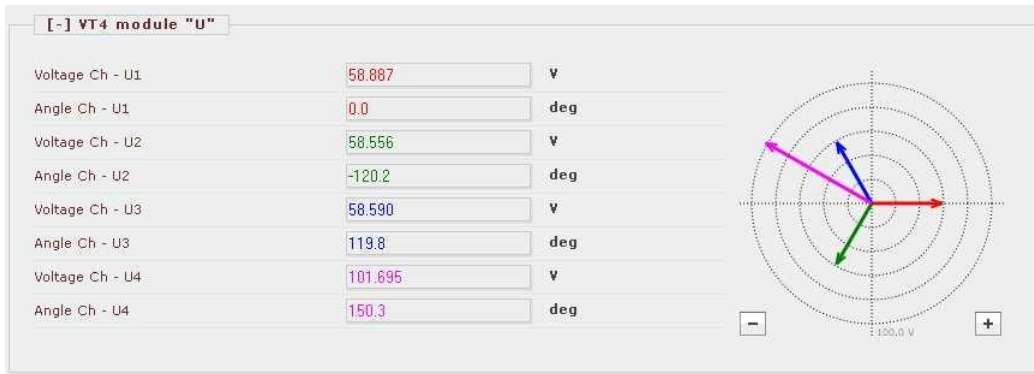 [-] VT4 module "U"
Voltage Ch - U1 58.887 V
Angle Ch - U1 0.0 deg
Voltage Ch - U2 58.556 V
Angle Ch - U2 -120.2 deg
Voltage Ch - U3 58.590 V
Angle Ch - U3 119.8 deg
Voltage Ch - U4 101.695 V
Angle Ch - U4 150.3 deg
- +
100.0 V